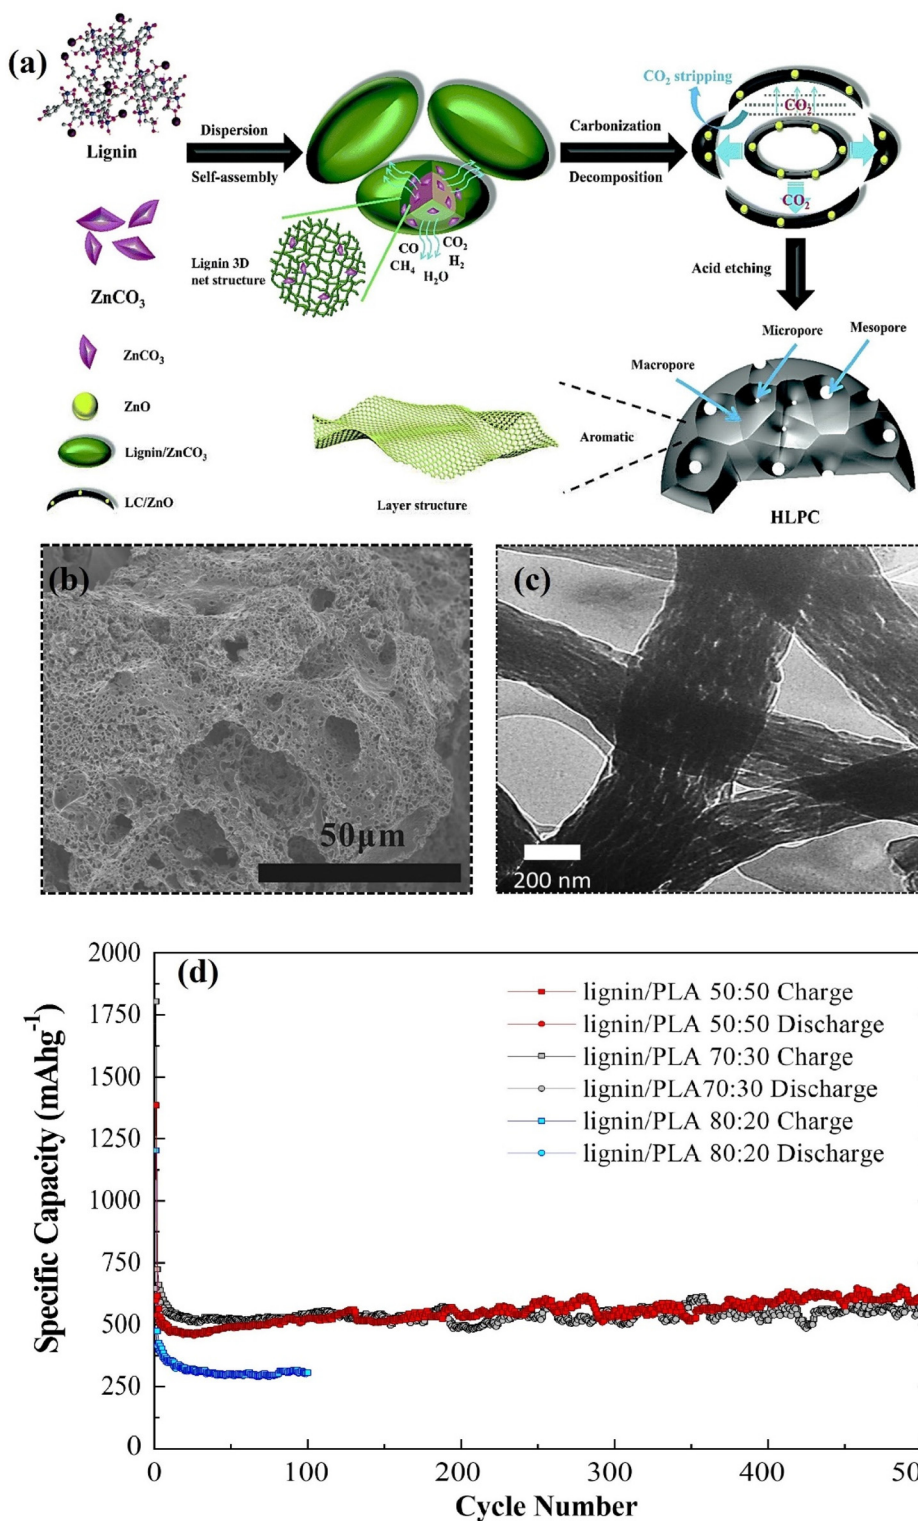 (a)
Lignin
ZnCO3
ZnCO3
ZnO
Lignin/ZnCO3
LC/ZnO
Dispersion
Self-assembly
Lignin 3D
net structure
CO
CO2
CH4
H2
H2O
Carbonization
Decomposition
CO2 stripping
CO2
CO2
Acid etching
Micropore
Mesopore
Macropore
Aromatic
Layer structure
HLPC
(b)
50µm
(c)
200 nm
(d)
lignin/PLA 50:50 Charge
lignin/PLA 50:50 Discharge
lignin/PLA 70:30 Charge
lignin/PLA70:30 Discharge
lignin/PLA 80:20 Charge
lignin/PLA 80:20 Discharge
Specific Capacity (mAhg-1)
2000
1750
1500
1250
1000
750
500
250
0
0
100
200
300
400
Cycle Number